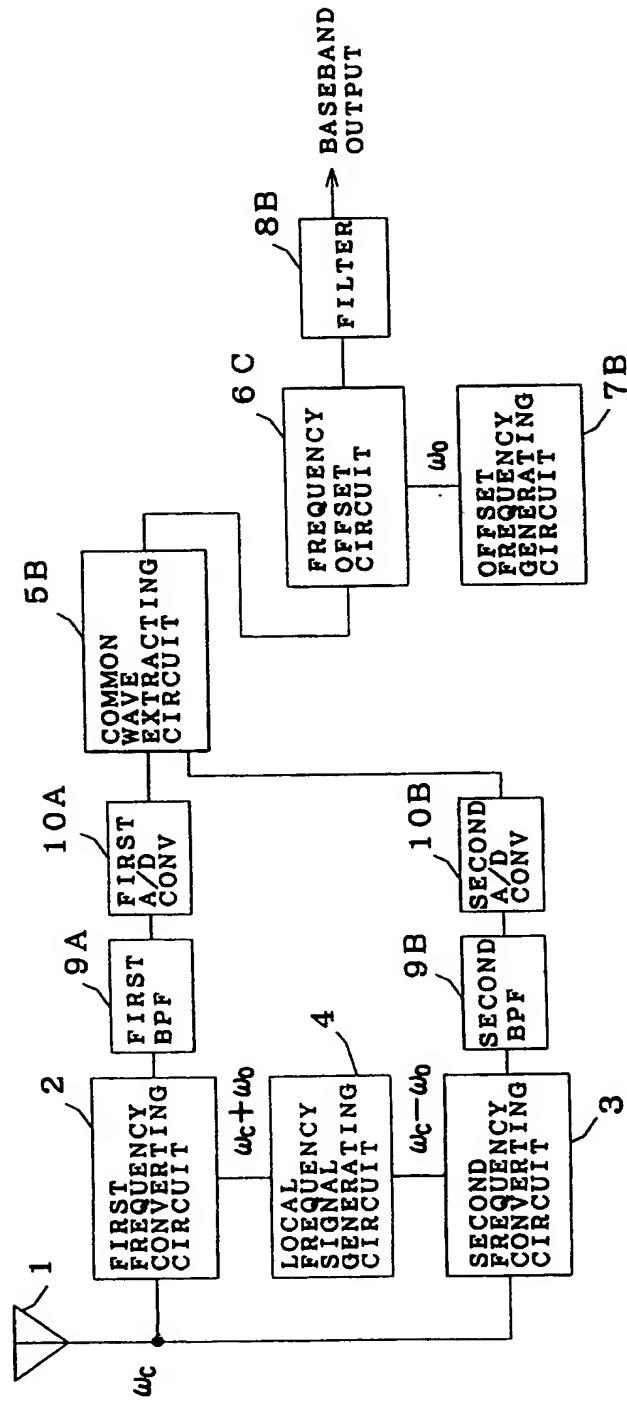 1
ωc
2
FIRST
FREQUENCY
CONVERTING
CIRCUIT
9A
FIRST
BPF
10A
FIRST
A/D
CONV
5B
COMMON
WAVE
EXTRACTING
CIRCUIT
ωc+ω0
4
LOCAL
FREQUENCY
SIGNAL
GENERATING
CIRCUIT
ωc-ω0
SECOND
FREQUENCY
CONVERTING
CIRCUIT
3
9B
SECOND
BPF
10B
SECOND
A/D
CONV
6C
FREQUENCY
OFFSET
CIRCUIT
8B
FILTER
BASEBAND
OUTPUT
ω0
OFFSET
FREQUENCY
GENERATING
CIRCUIT
7B